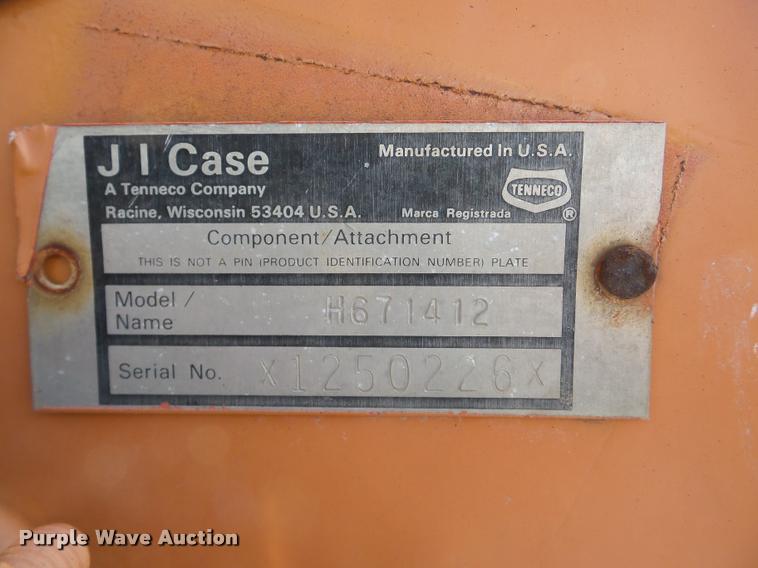 J I Case
Manufactured In U.S.A.
A Tenneco Company
TENNECO
Racine, Wisconsin 53404 U.S.A.
Marca Registrada
®
Component/Attachment
THIS IS NOT A PIN (PRODUCT IDENTIFICATION NUMBER) PLATE
Model /
Name
H671412
Serial No.
X1250226X
Purple Wave Auction